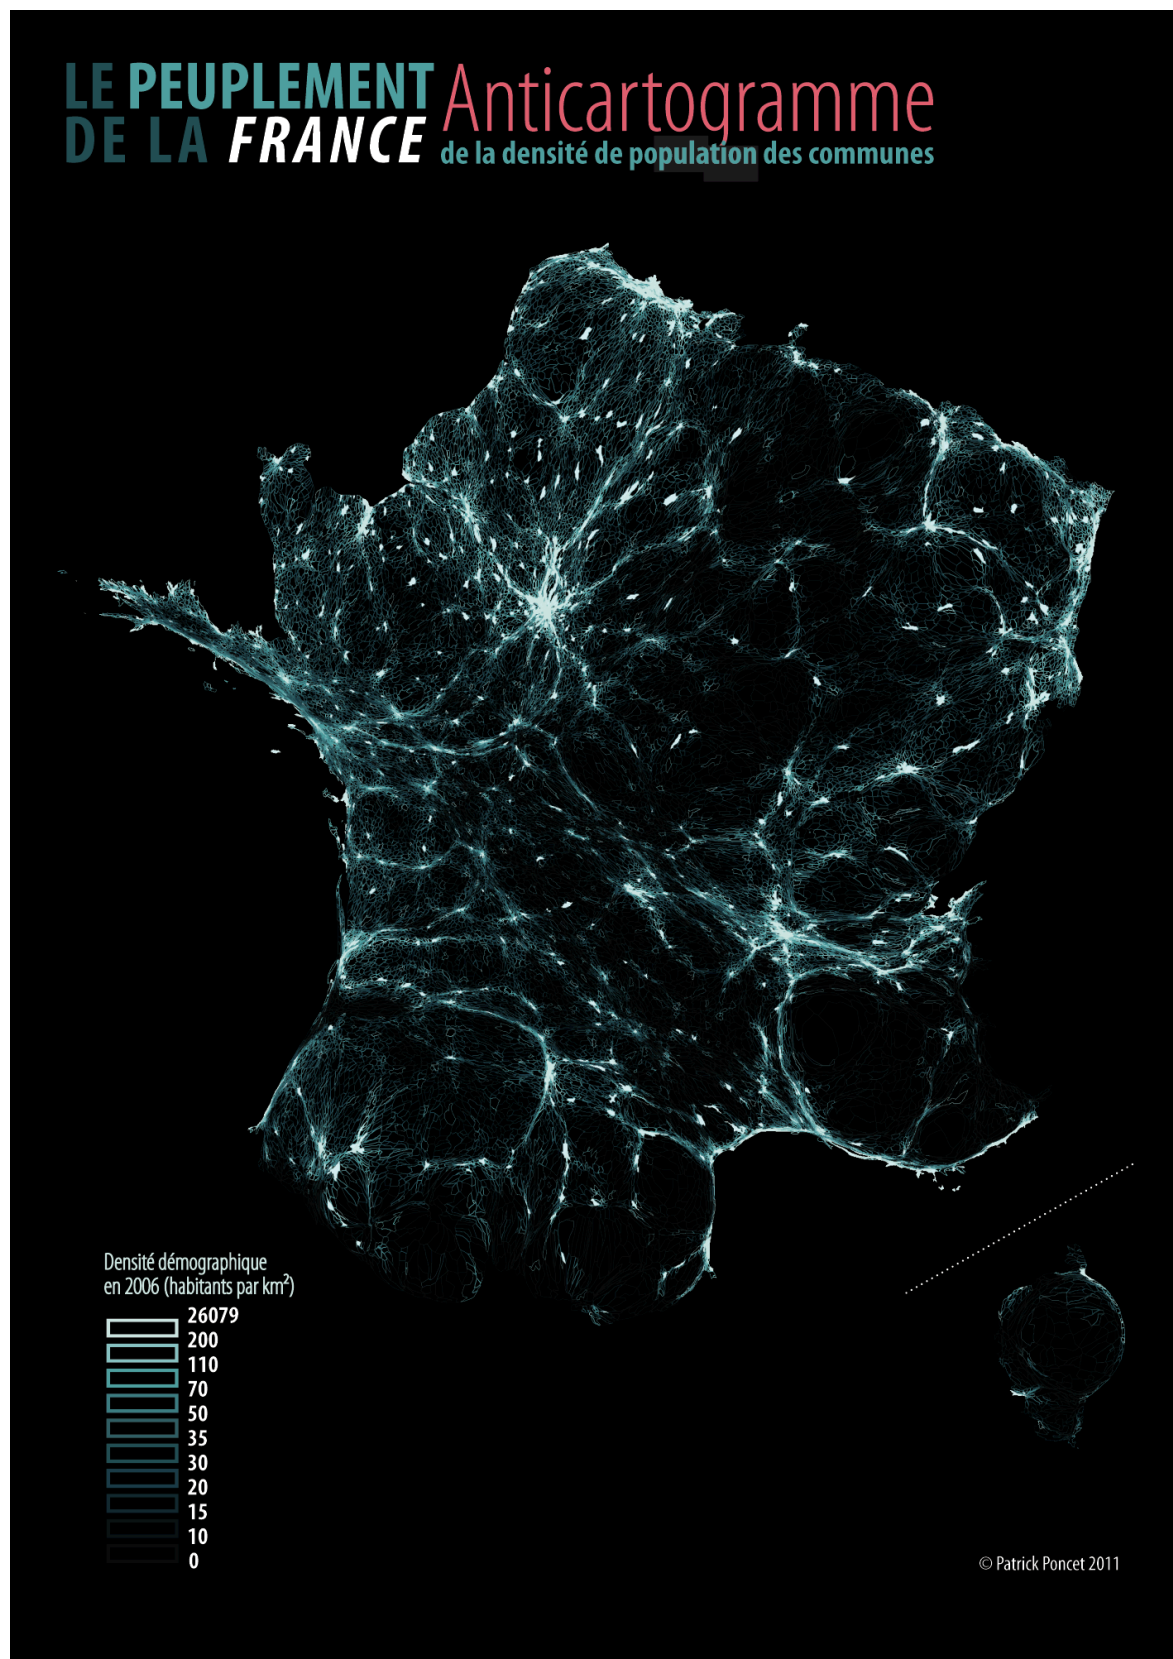 LE PEUPLEMENT
DE LA FRANCE
Anticartogramme
de la densité de population des communes
Densité démographique
en 2006 (habitants par km²)
26079
200
110
70
50
35
30
20
15
10
0
© Patrick Poncet 2011